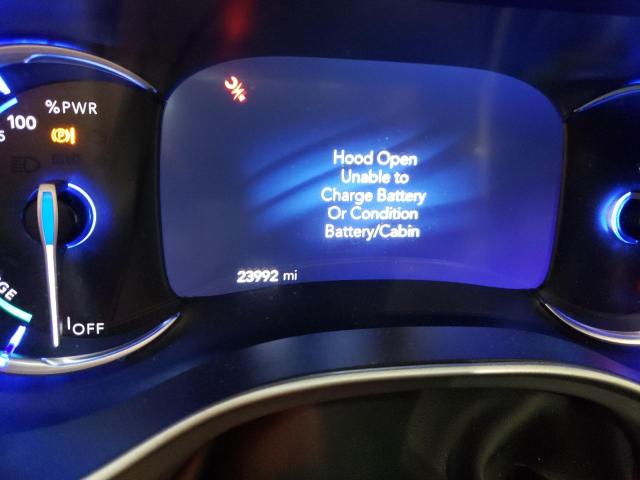 %PWR
100
P
Hood Open
Unable to
Charge Battery
Or Condition
Battery/Cabin
23992 mi
OFF